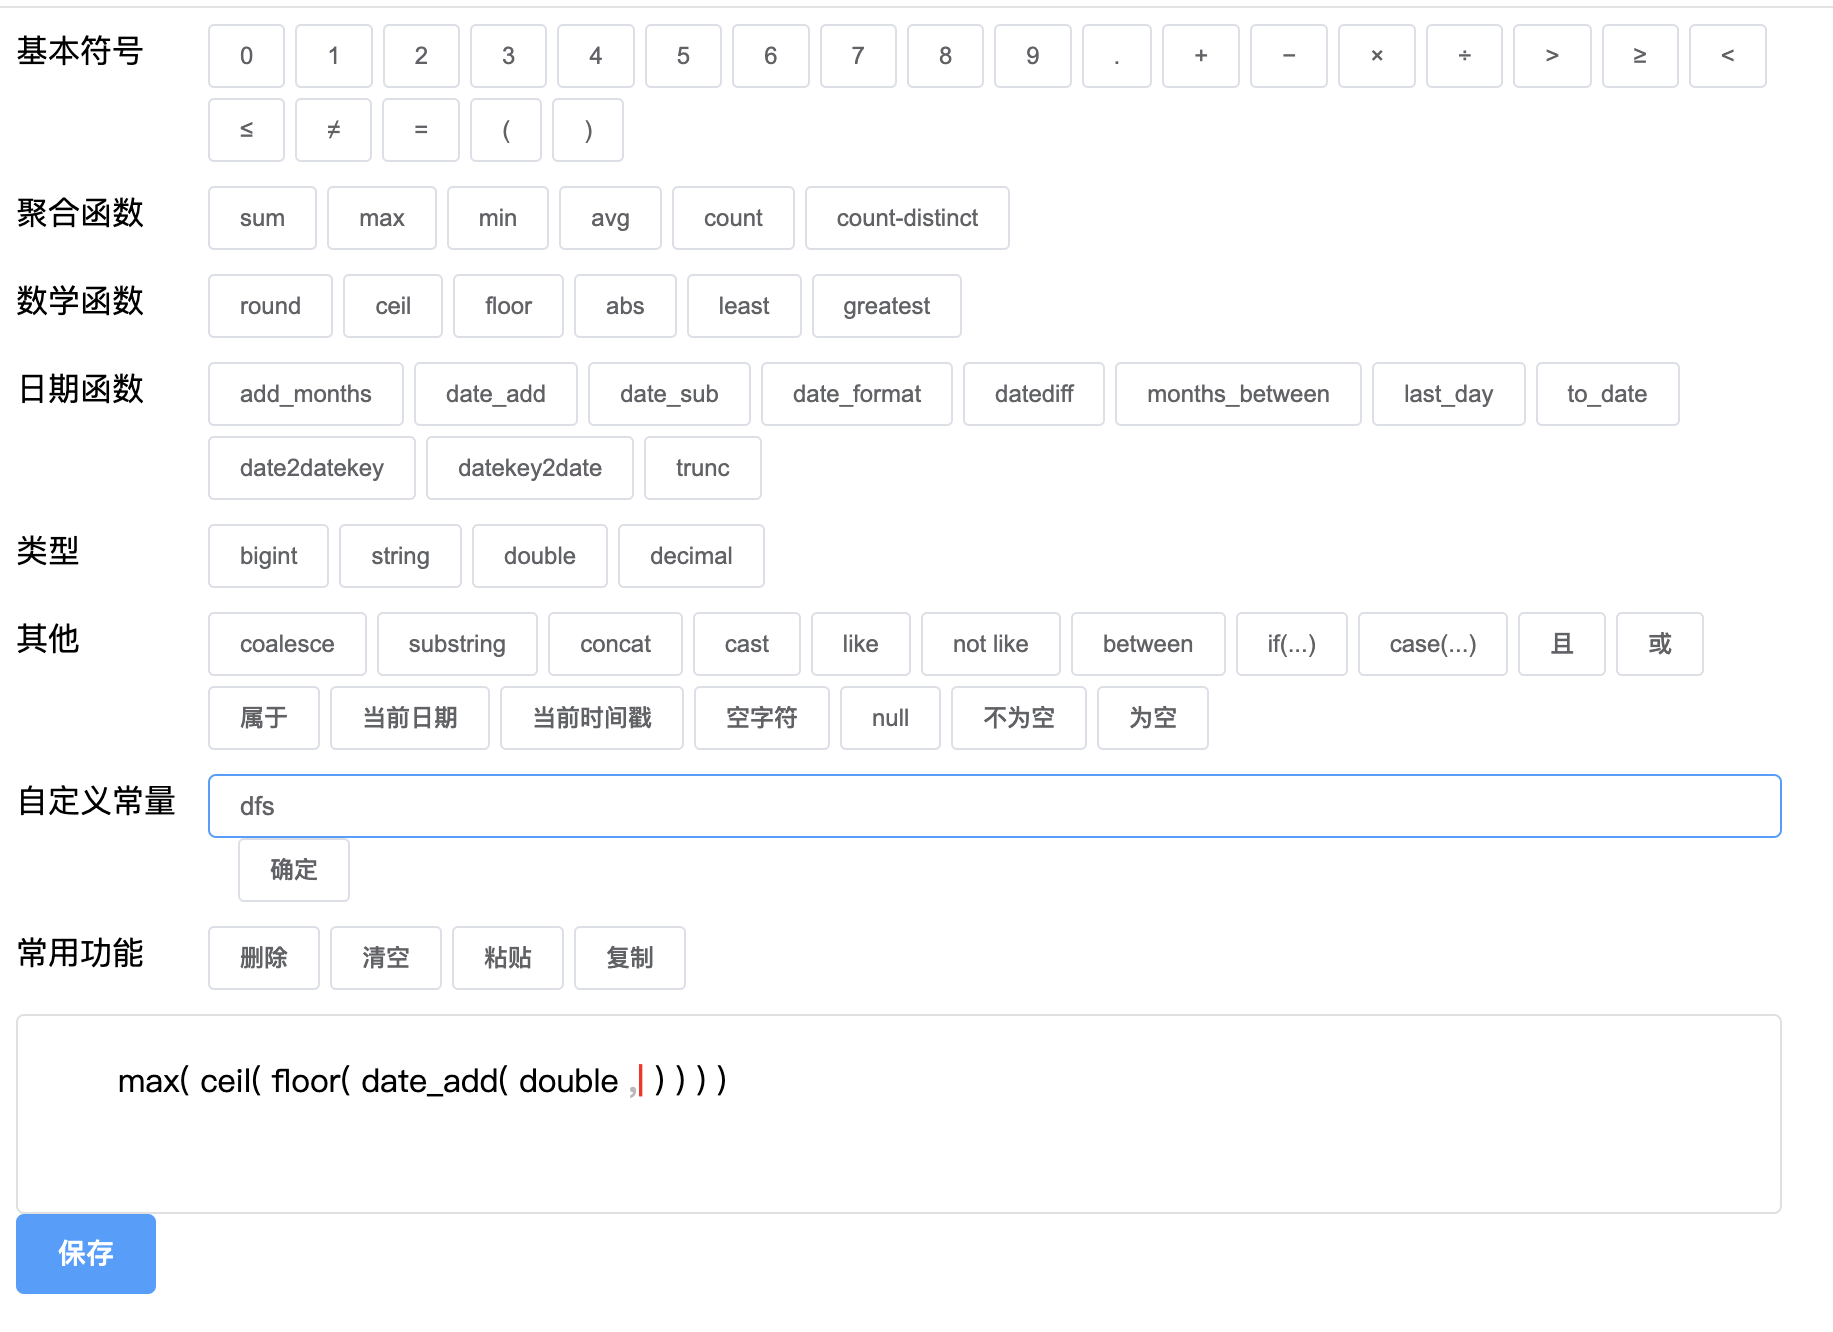 基本符号 0 1 2 3 4 5 6 7 8 9 . + − × ÷ > ≥ <
≤ ≠ = ( )
聚合函数 sum max min avg count count-distinct
数学函数 round ceil floor abs least greatest
日期函数 add_months date_add date_sub date_format datediff months_between last_day to_date
date2datekey datekey2date trunc
类型 bigint string double decimal
其他 coalesce substring concat cast like not like between if(...) case(...) 且 或
属于 当前日期 当前时间戳 空字符 null 不为空 为空
自定义常量 dfs
确定
常用功能 删除 清空 粘贴 复制
max( ceil( floor( date_add( double , ) ) ) )
保存